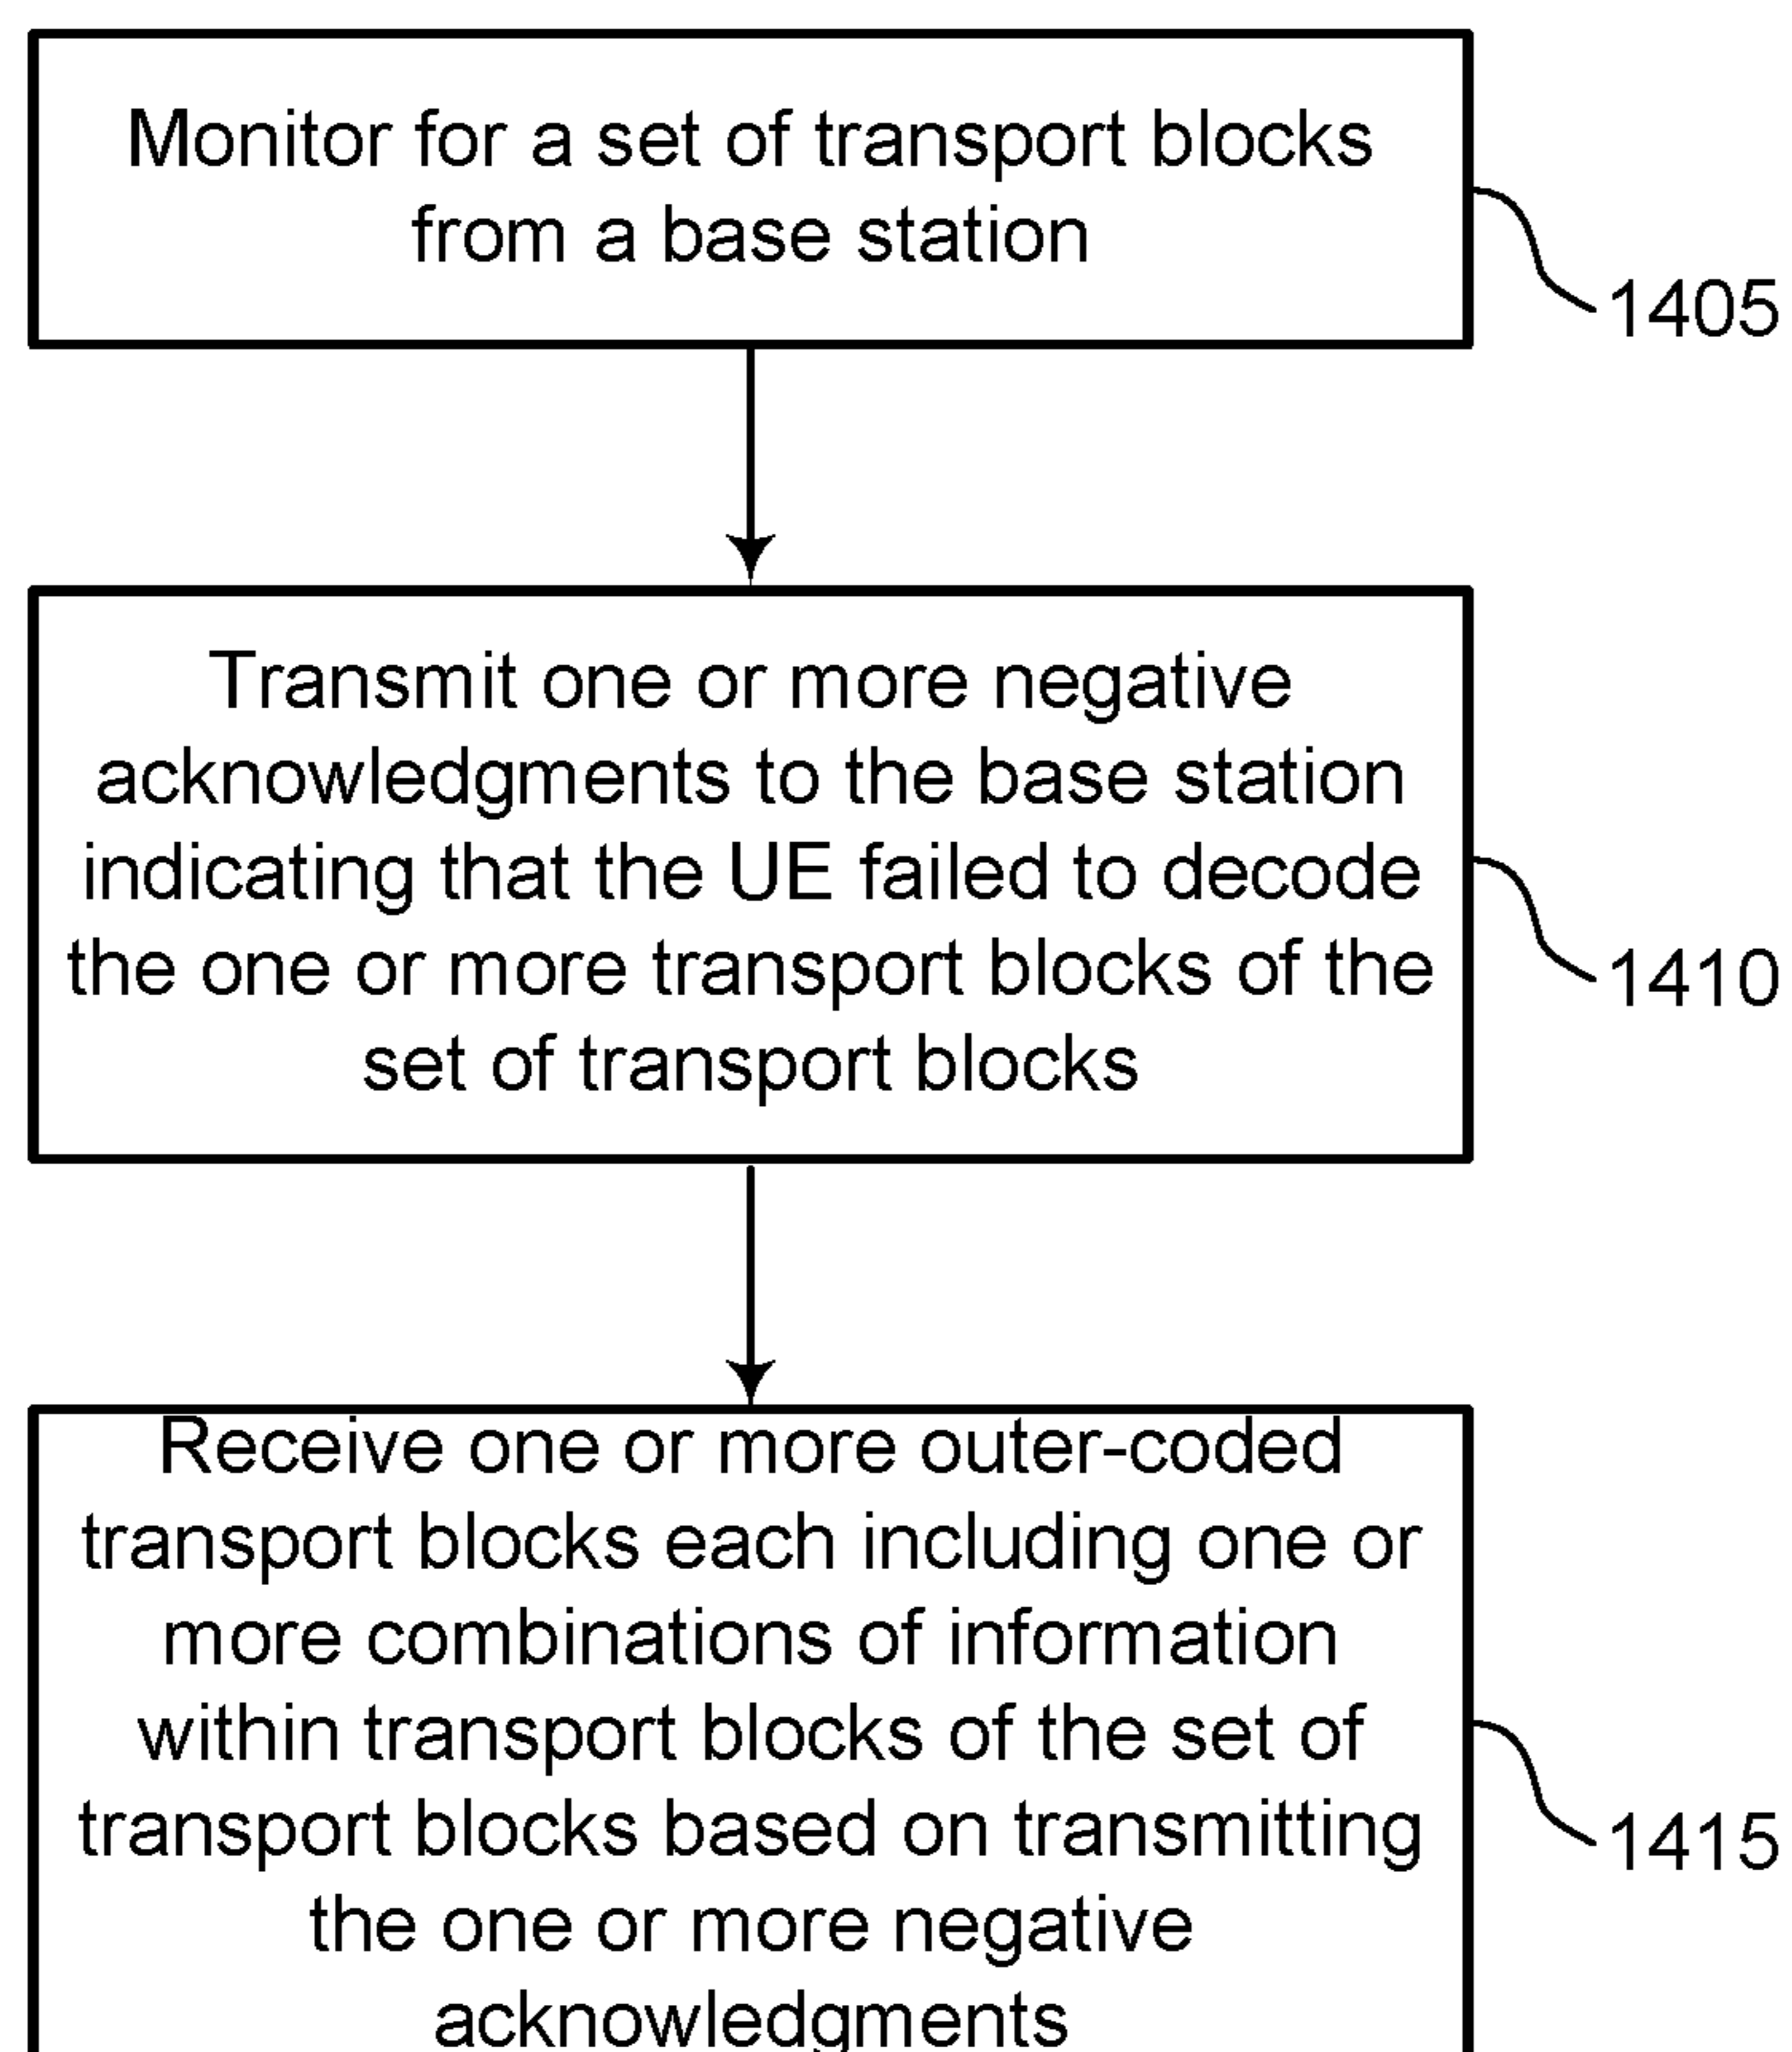 Monitor for a set of transport blocks
from a base station
1405
Transmit one or more negative
acknowledgments to the base station
indicating that the UE failed to decode
the one or more transport blocks of the
set of transport blocks
1410
Receive one or more outer-coded
transport blocks each including one or
more combinations of information
within transport blocks of the set of
transport blocks based on transmitting
the one or more negative
acknowledgments
1415